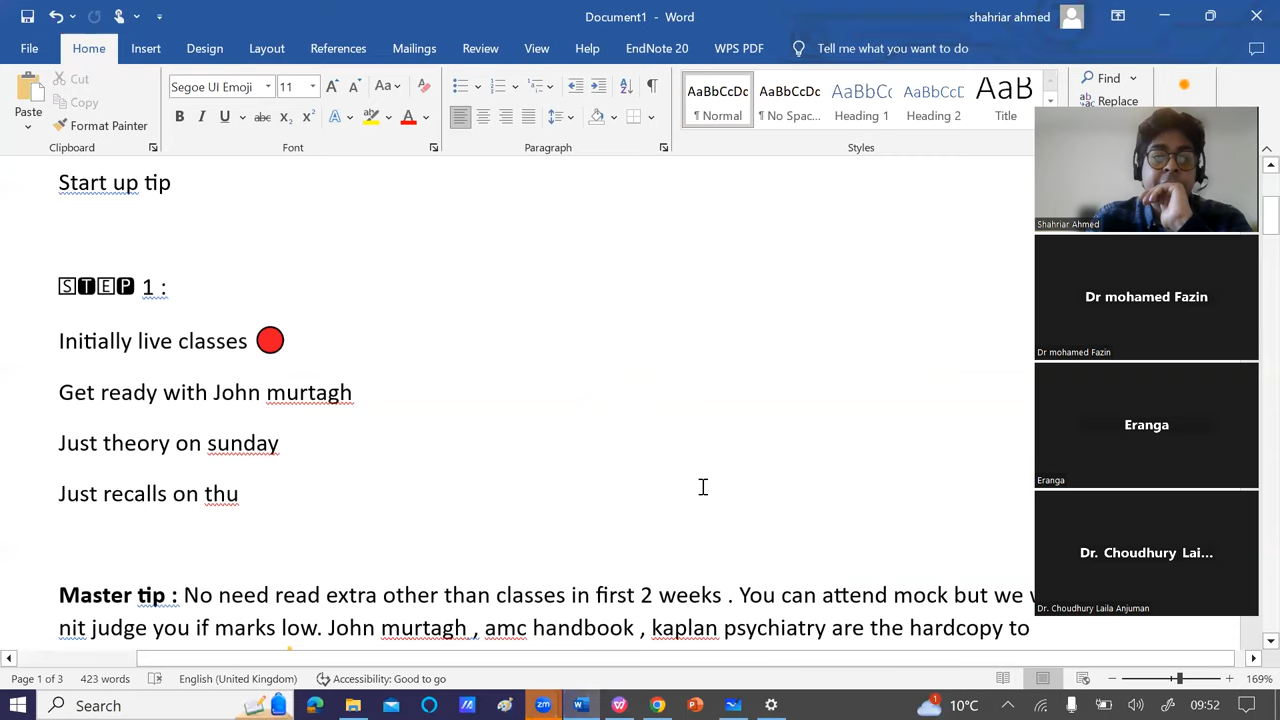 Document1 - Word
shahriar ahmed
File Home Insert Design Layout References Mailings Review View Help EndNote 20 WPS PDF Tell me what you want to do
Paste
Cut
Copy
Format Painter
Clipboard
Segoe UI Emoji 11
Font
Paragraph
AaBbCcDc AaBbCcDc AaBbCc AaBbCcD AaB
¶ Normal ¶ No Spac... Heading 1 Heading 2 Title
Styles
Find
Replace
Start up tip
🅂🆃🄴🅿 1 :
Initially live classes
Get ready with John murtagh
Just theory on sunday
Just recalls on thu
Master tip : No need read extra other than classes in first 2 weeks . You can attend mock but we
nit judge you if marks low. John murtagh , amc handbook , kaplan psychiatry are the hardcopy to
Shahriar Ahmed
Dr mohamed Fazin
Dr mohamed Fazin
Eranga
Eranga
Dr. Choudhury Lai...
Dr. Choudhury Laila Anjuman
Page 1 of 3 423 words English (United Kingdom) Accessibility: Good to go 169%
Search
10°C
09:52